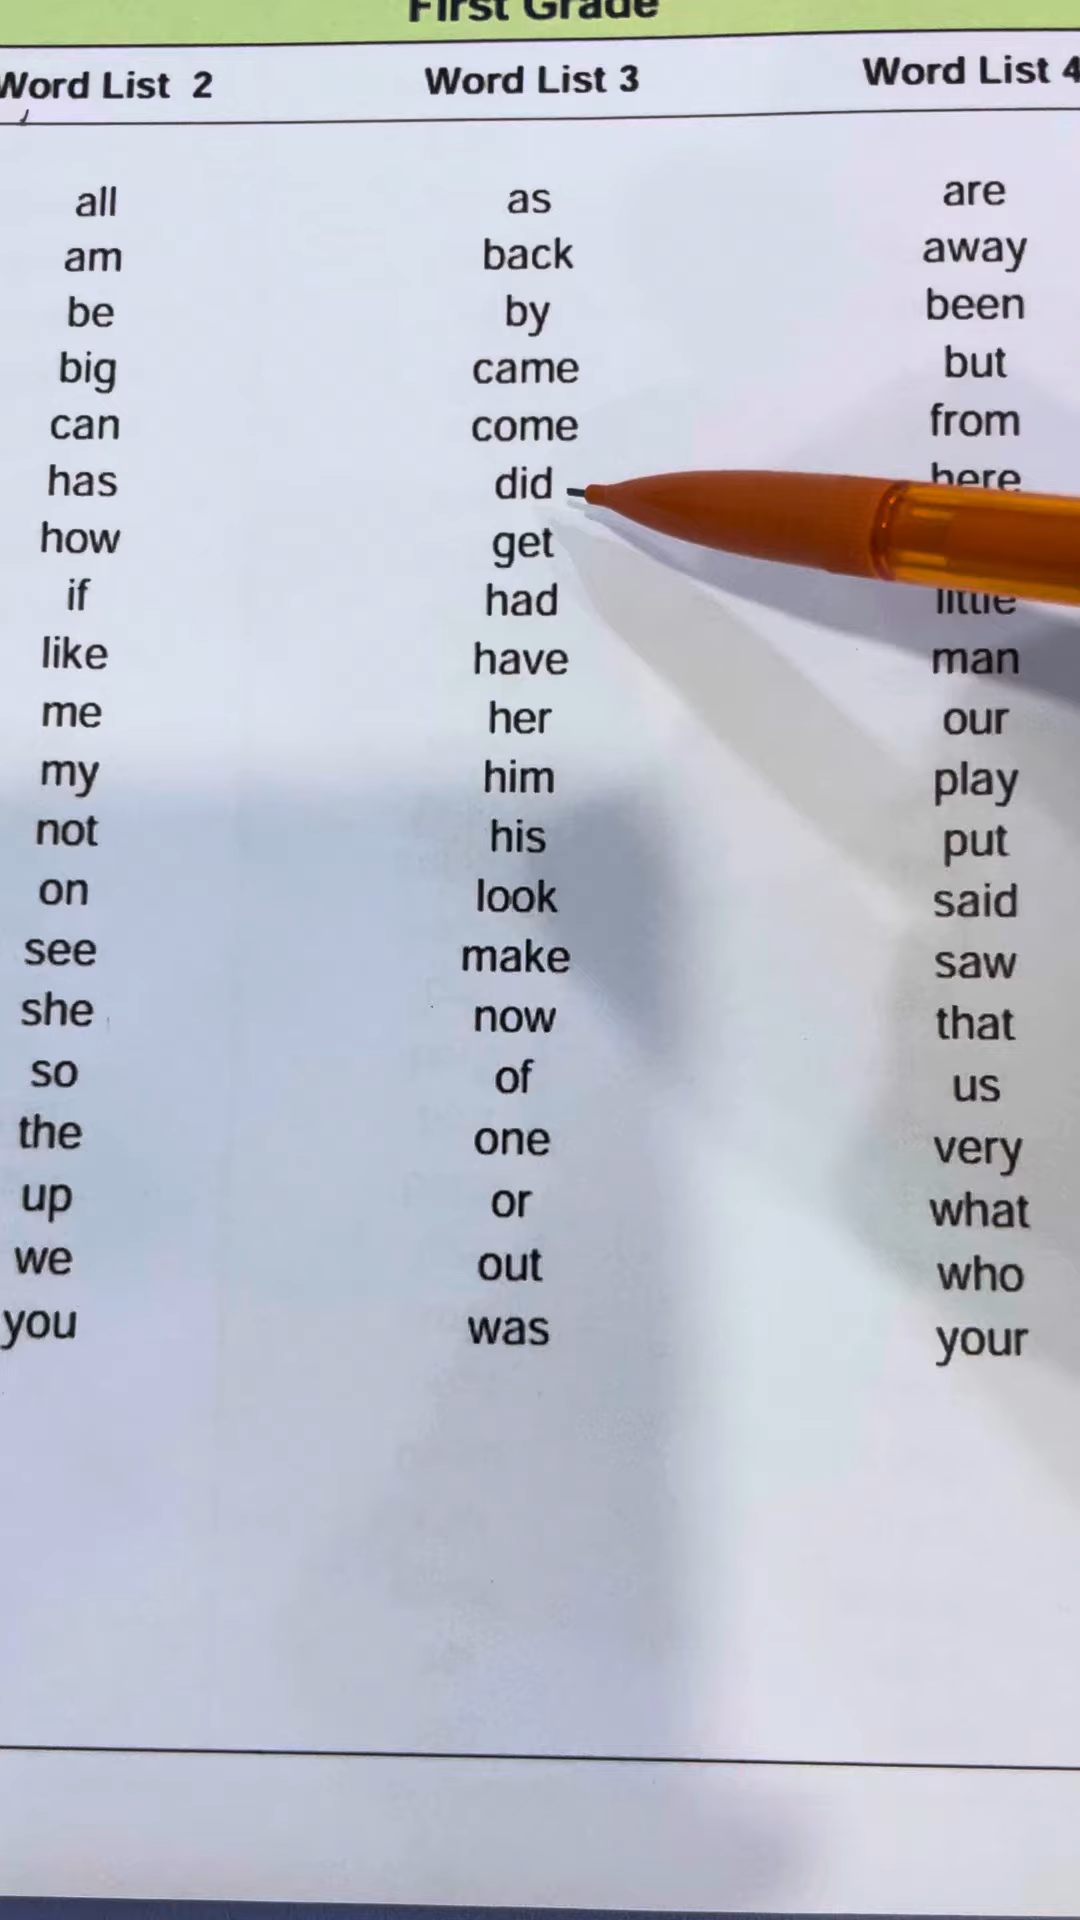 First Grade
Word List 2 Word List 3 Word List 4
all as are
am back away
be by been
big came but
can come from
has did here
how get
if had little
like have man
me her our
my him play
not his put
on look said
see make saw
she now that
so of us
the one very
up or what
we out who
you was your